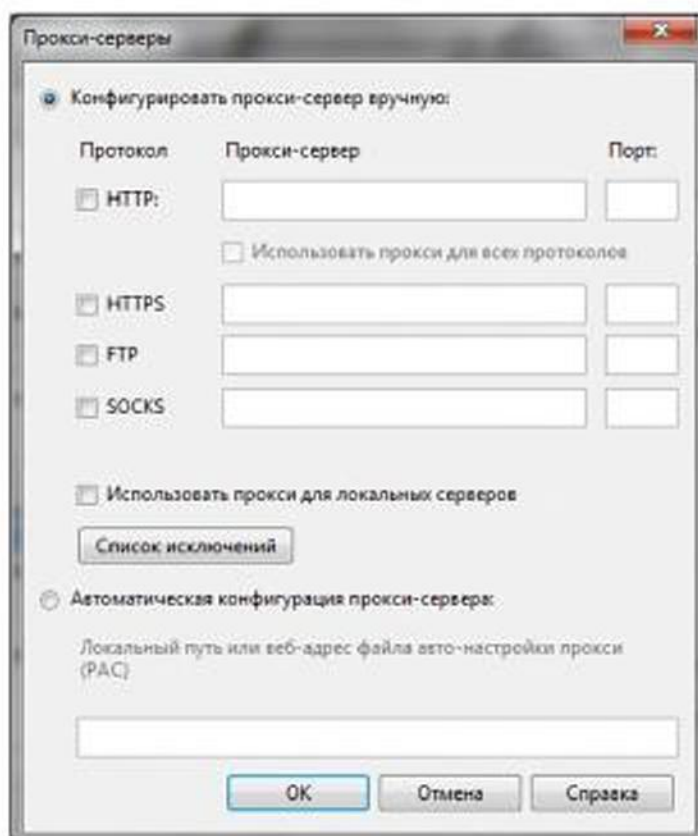 Прокси-серверы
Конфигурировать прокси-сервер вручную:
Протокол Прокси-сервер Порт:
HTTP:
Использовать прокси для всех протоколов
HTTPS
FTP
SOCKS
Использовать прокси для локальных серверов
Список исключений
Автоматическая конфигурация прокси-сервера:
Локальный путь или веб-адрес файла авто-настройки прокси
(PAC)
OK Отмена Справка